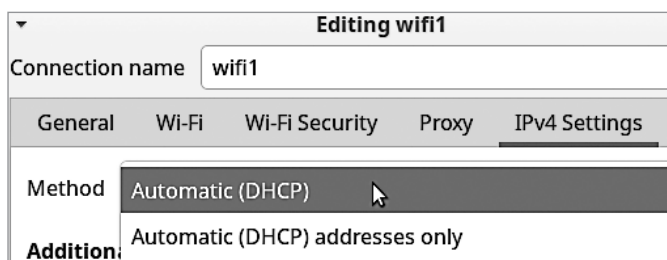 Editing wifi1
Connection name wifi1
General Wi-Fi Wi-Fi Security Proxy IPv4 Settings
Method Automatic (DHCP)
Automatic (DHCP) addresses only